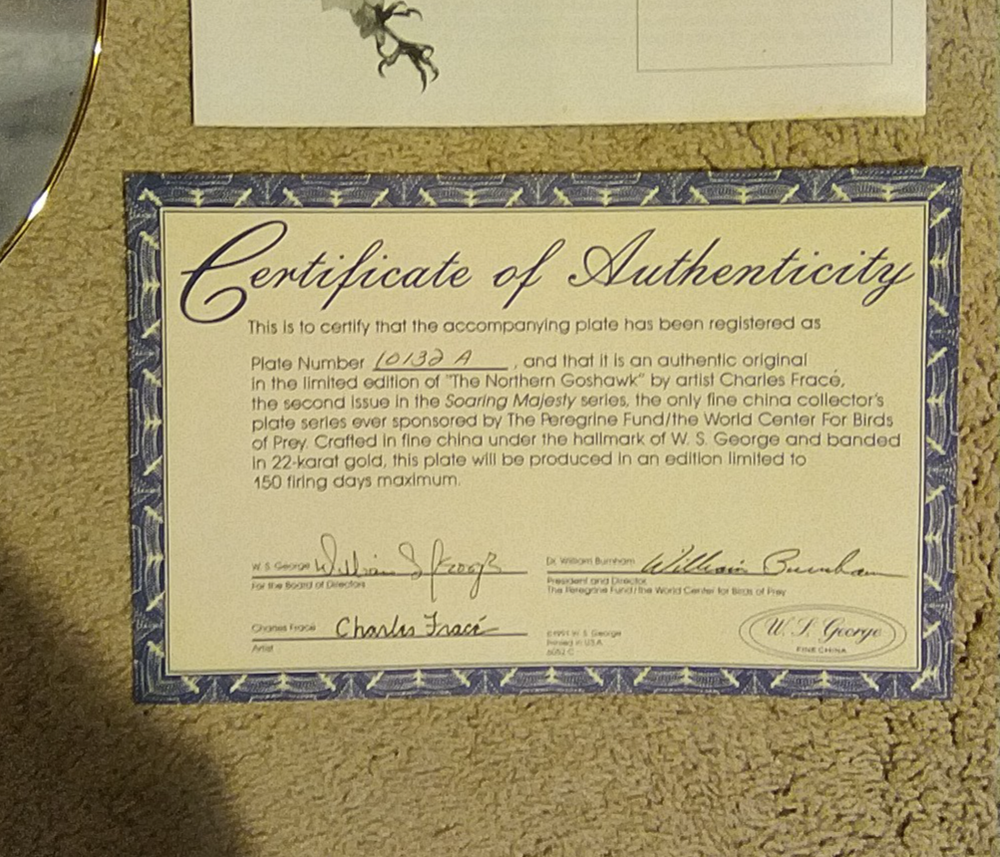 Certificate of Authenticity
This is to certify that the accompanying plate has been registered as
Plate Number 10132 A, and that it is an authentic original
in the limited edition of "The Northern Goshawk" by artist Charles Fracé,
the second issue in the Soaring Majesty series, the only fine china collector's
plate series ever sponsored by The Peregrine Fund/the World Center For Birds
of Prey. Crafted in fine china under the hallmark of W. S. George and banded
in 22-karat gold, this plate will be produced in an edition limited to
150 firing days maximum.
W. S. George William S George
For the Board of Directors
Dr. William Burnham William Burnham
President and Director
The Peregrine Fund/the World Center for Birds of Prey
Charles Fracé Charles Fracé
Artist
©1991 W. S. George
Printed in U.S.A.
W. S. George
FINE CHINA